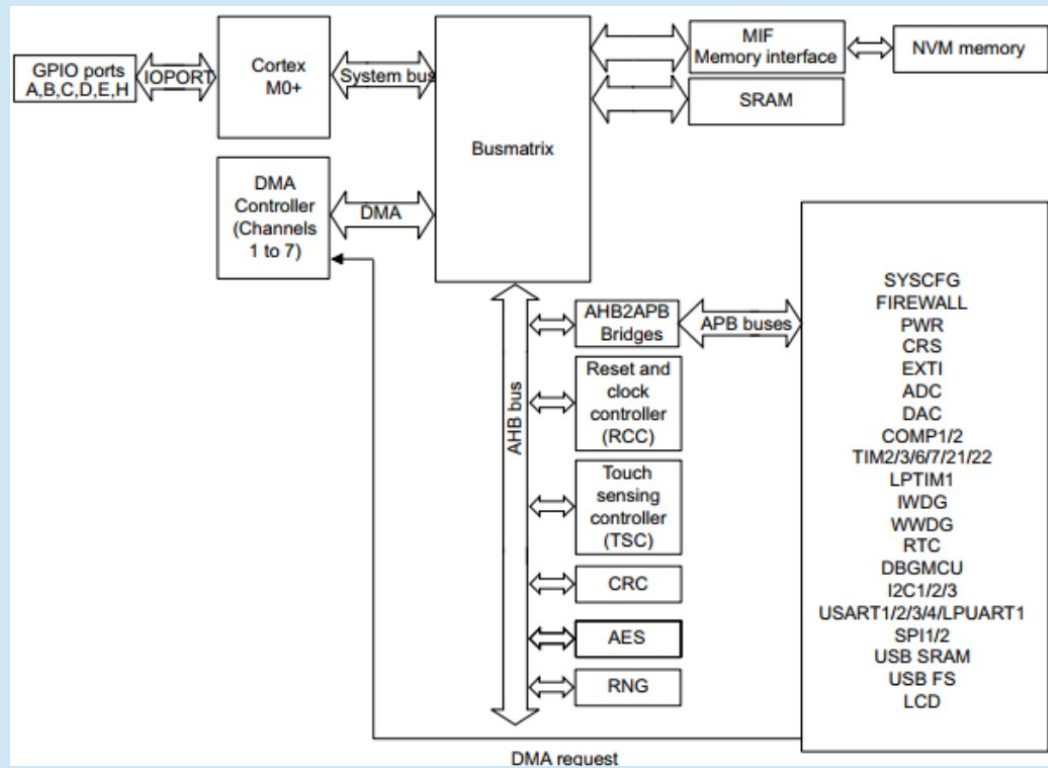 GPIO ports
A,B,C,D,E,H
IOPORT
Cortex
M0+
System bus
Busmatrix
MIF
Memory interface
NVM memory
SRAM
DMA
Controller
(Channels
1 to 7)
DMA
AHB bus
AHB2APB
Bridges
APB buses
Reset and
clock
controller
(RCC)
Touch
sensing
controller
(TSC)
CRC
AES
RNG
SYSCFG
FIREWALL
PWR
CRS
EXTI
ADC
DAC
COMP1/2
TIM2/3/6/7/21/22
LPTIM1
IWDG
WWDG
RTC
DBGMCU
I2C1/2/3
USART1/2/3/4/LPUART1
SPI1/2
USB SRAM
USB FS
LCD
DMA request